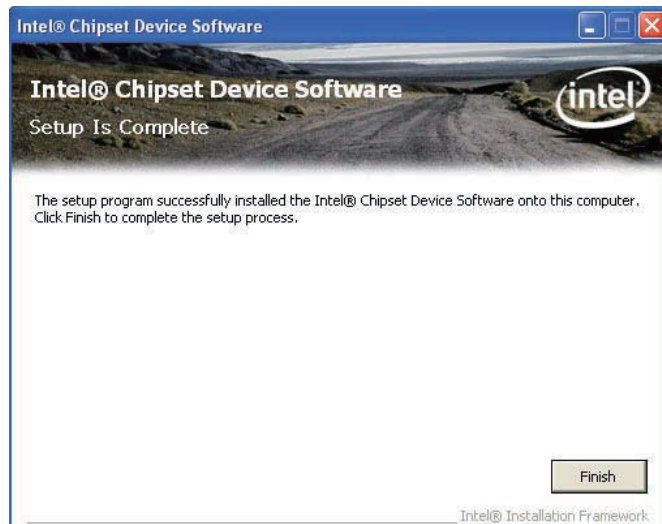 Intel® Chipset Device Software
Intel® Chipset Device Software
intel
Setup Is Complete
The setup program successfully installed the Intel® Chipset Device Software onto this computer.
Click Finish to complete the setup process.
Finish
Intel® Installation Framework